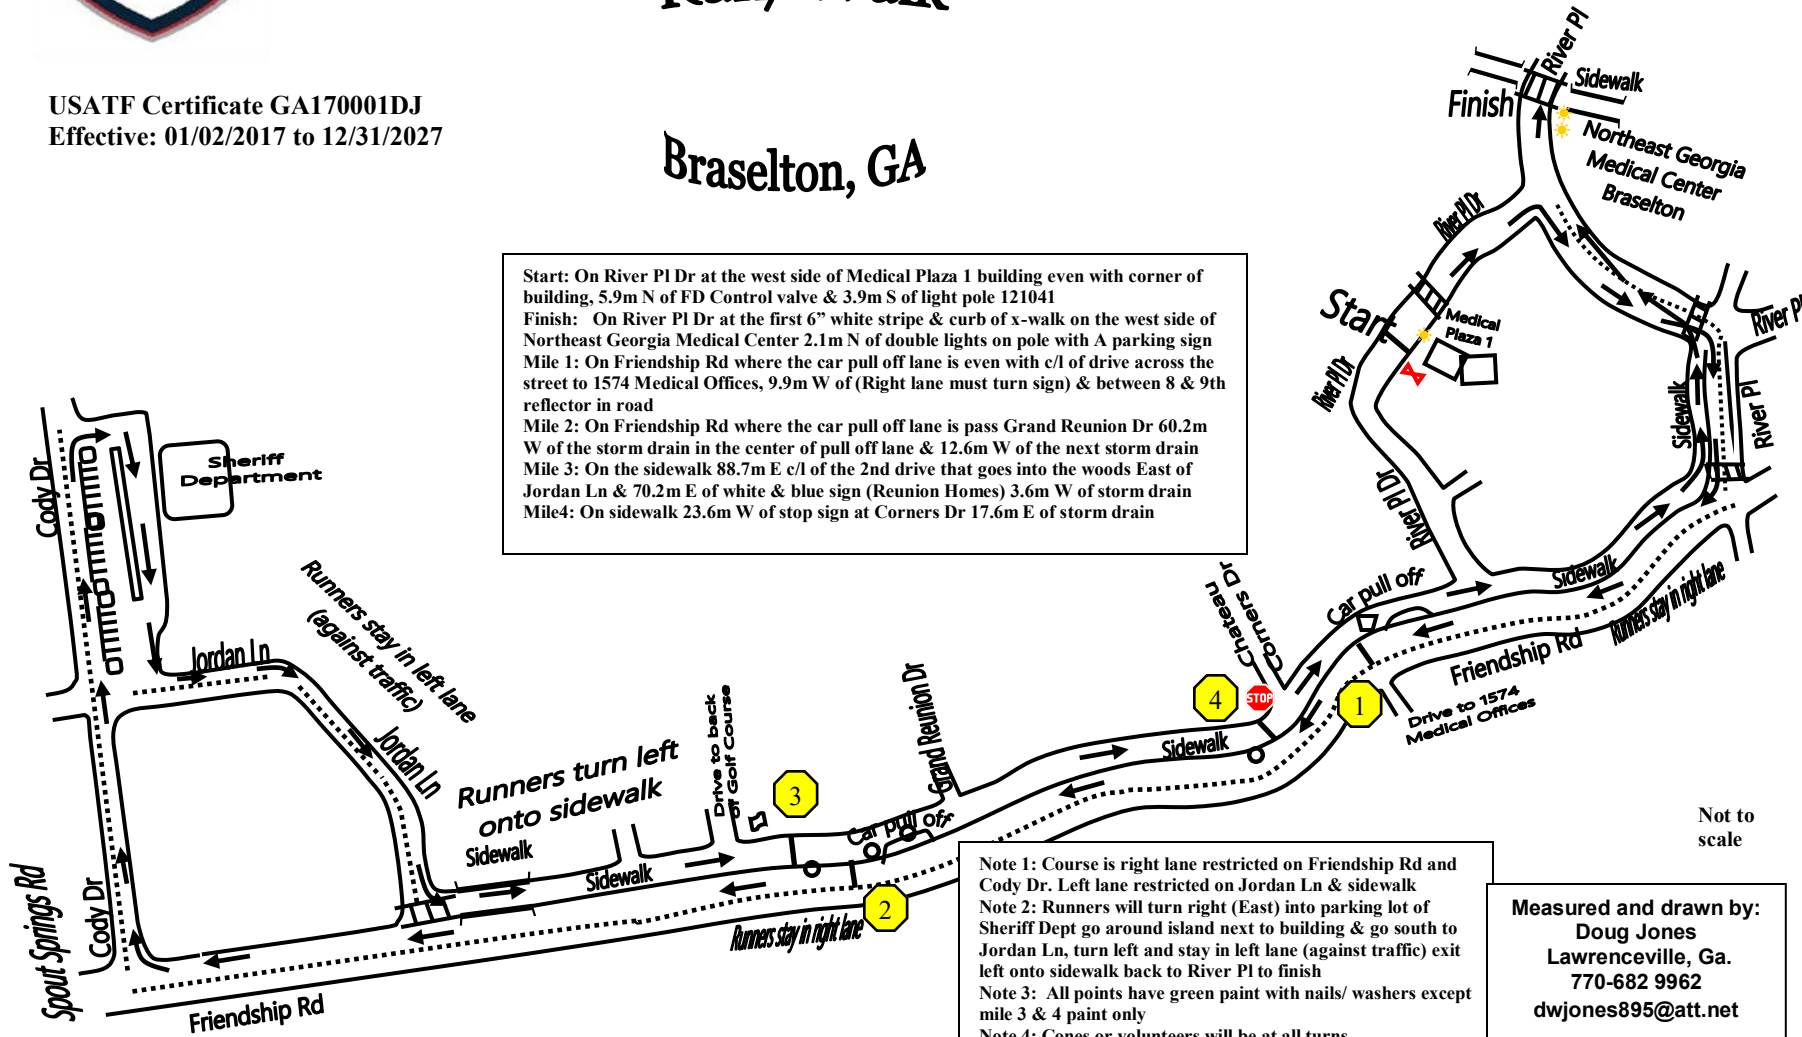 Run/Walk
USATF Certificate GA170001DJ
Effective: 01/02/2017 to 12/31/2027
Braselton, GA
River Pl
Sidewalk
Finish
Northeast Georgia
Medical Center
Braselton
River Pl Dr
Start
Medical
Plaza 1
River Pl
River Pl Dr
River Pl
Sidewalk
River Pl Dr
Start: On River Pl Dr at the west side of Medical Plaza 1 building even with corner of
building, 5.9m N of FD Control valve & 3.9m S of light pole 121041
Finish: On River Pl Dr at the first 6” white stripe & curb of x-walk on the west side of
Northeast Georgia Medical Center 2.1m N of double lights on pole with A parking sign
Mile 1: On Friendship Rd where the car pull off lane is even with c/l of drive across the
street to 1574 Medical Offices, 9.9m W of (Right lane must turn sign) & between 8 & 9th
reflector in road
Mile 2: On Friendship Rd where the car pull off lane is pass Grand Reunion Dr 60.2m
W of the storm drain in the center of pull off lane & 12.6m W of the next storm drain
Mile 3: On the sidewalk 88.7m E c/l of the 2nd drive that goes into the woods East of
Jordan Ln & 70.2m E of white & blue sign (Reunion Homes) 3.6m W of storm drain
Mile4: On sidewalk 23.6m W of stop sign at Corners Dr 17.6m E of storm drain
Sheriff
Department
Cody Dr
Runners stay in left lane
(against traffic)
Jordan Ln
Jordan Ln
Runners turn left
onto sidewalk
Sidewalk
Sidewalk
Drive to back
of Golf Course
3
Car pull off
Grand Reunion Dr
2
Runners stay in right lane
Sidewalk
Chateau
Corners Dr
4
STOP
1
Car pull off
Sidewalk
Runners stay in right lane
Friendship Rd
Drive to 1574
Medical Offices
Spout Springs Rd
Cody Dr
Friendship Rd
Not to
scale
Note 1: Course is right lane restricted on Friendship Rd and
Cody Dr. Left lane restricted on Jordan Ln & sidewalk
Note 2: Runners will turn right (East) into parking lot of
Sheriff Dept go around island next to building & go south to
Jordan Ln, turn left and stay in left lane (against traffic) exit
left onto sidewalk back to River Pl to finish
Note 3: All points have green paint with nails/ washers except
mile 3 & 4 paint only
Note 4: Cones or volunteers will be at all turns
Measured and drawn by:
Doug Jones
Lawrenceville, Ga.
770-682 9962
dwjones895@att.net